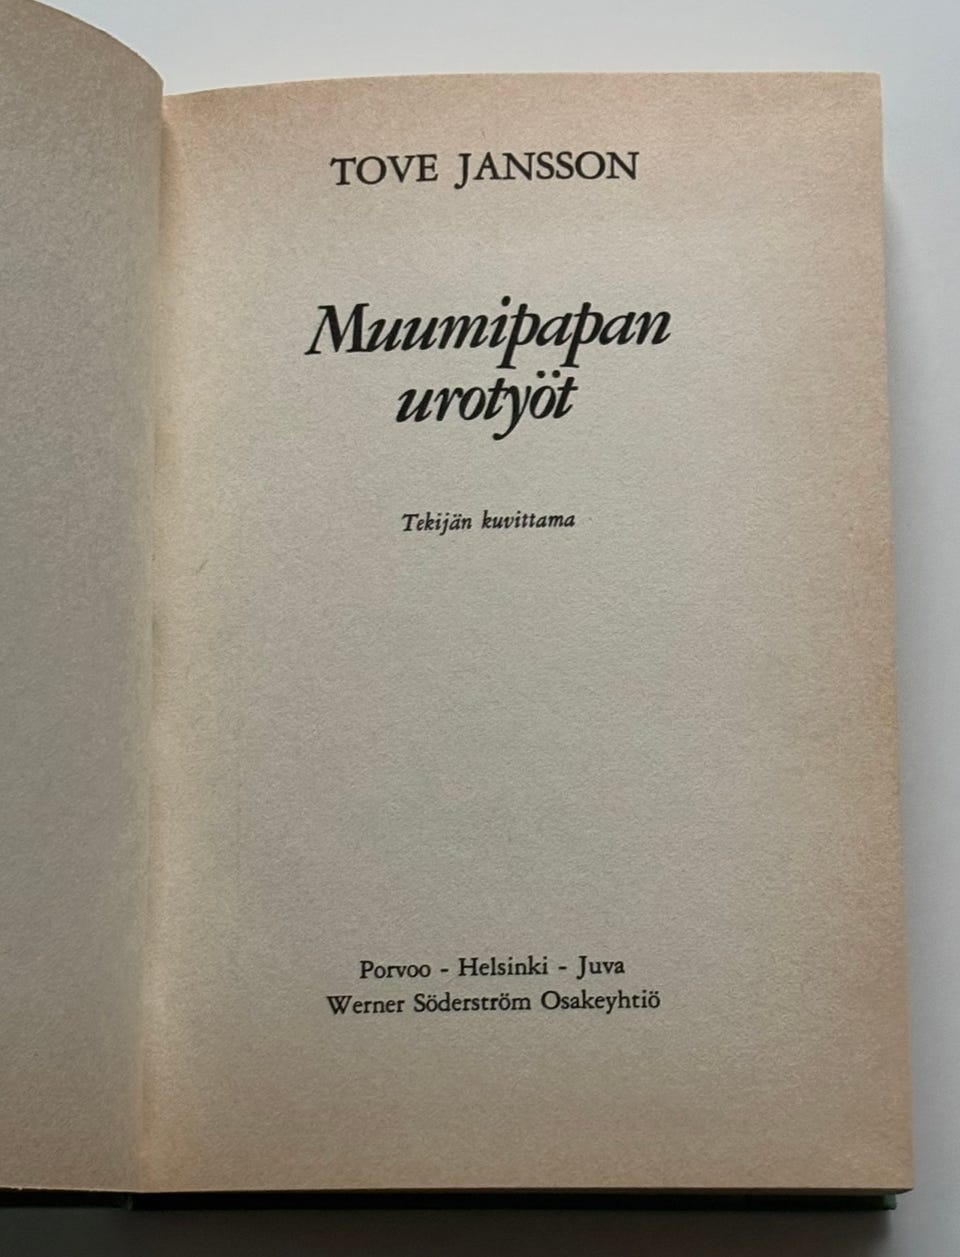 TOVE JANSSON
Muumipapan
urotyöt
Tekijän kuvittama
Porvoo - Helsinki - Juva
Werner Söderström Osakeyhtiö